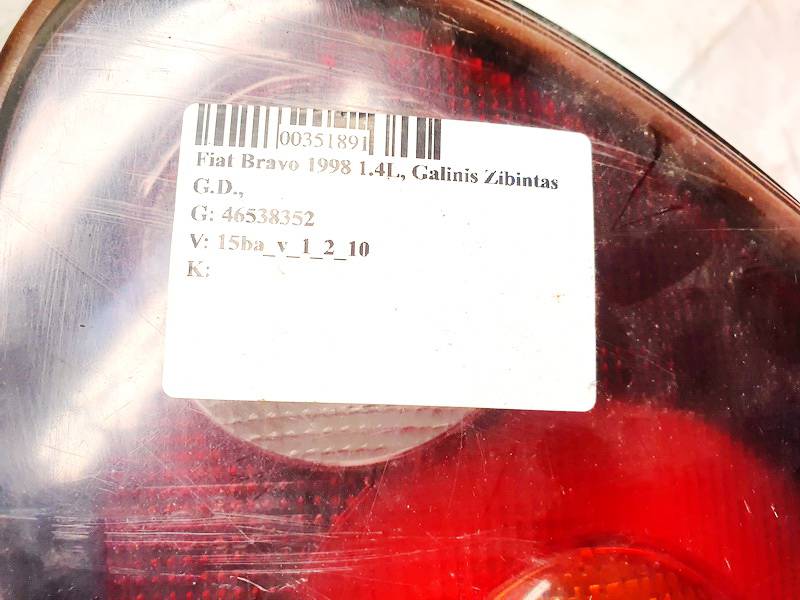 00351891
Fiat Bravo 1998 1.4L, Galinis Zibintas
G.D.,
G: 46538352
V: 15ba_v_1_2_10
K: